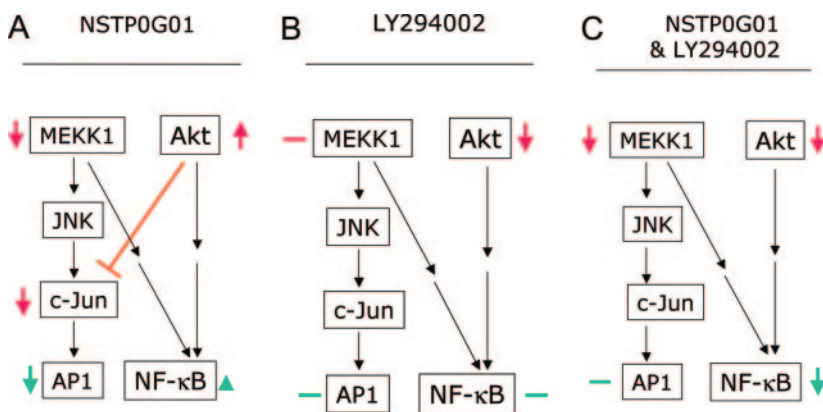 A
NSTP0G01
MEKK1
Akt
JNK
c-Jun
AP1
NF-κB
B
LY294002
MEKK1
Akt
JNK
c-Jun
AP1
NF-κB
C
NSTP0G01
& LY294002
MEKK1
Akt
JNK
c-Jun
AP1
NF-κB